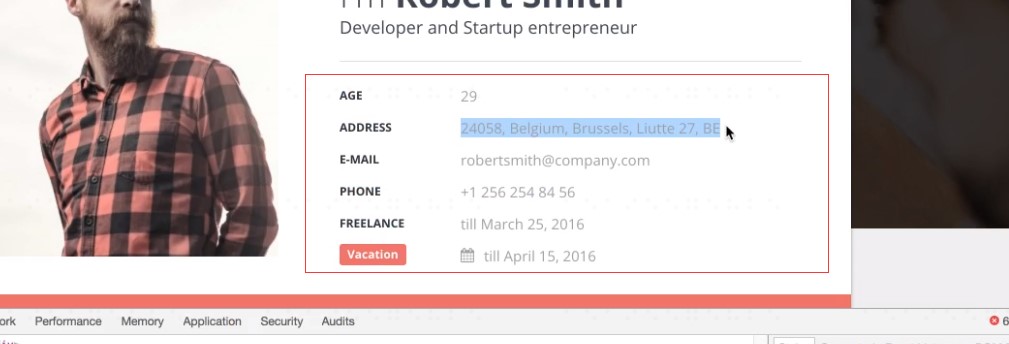 I'm Robert Smith
Developer and Startup entrepreneur
AGE 29
ADDRESS 24058, Belgium, Brussels, Liutte 27, BE
E-MAIL robertsmith@company.com
PHONE +1 256 254 84 56
FREELANCE till March 25, 2016
Vacation till April 15, 2016
ork Performance Memory Application Security Audits 6